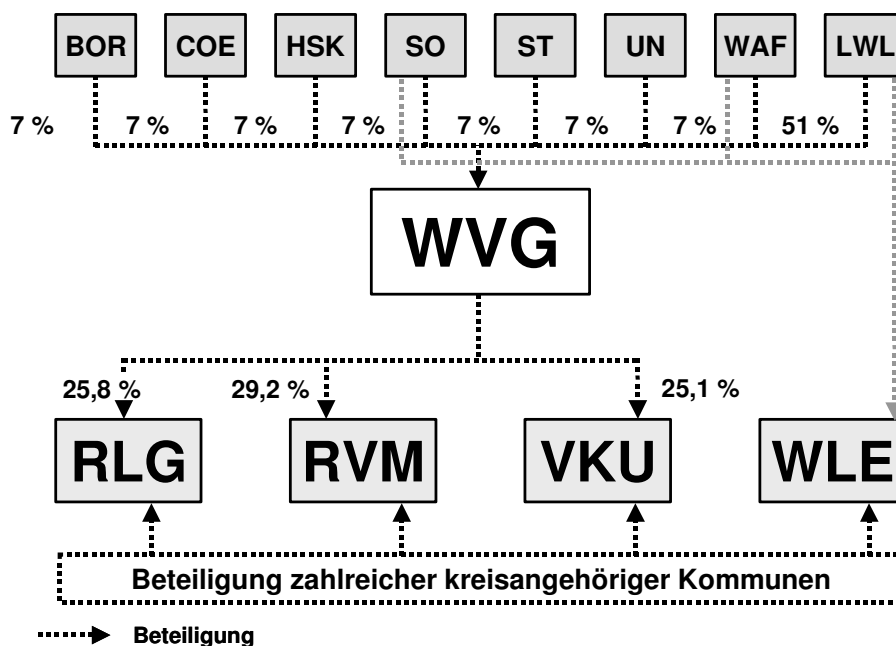 BOR COE HSK SO ST UN WAF LWL
7 % 7 % 7 % 7 % 7 % 7 % 7 % 51 %
WVG
25,8 % 29,2 % 25,1 %
RLG RVM VKU WLE
Beteiligung zahlreicher kreisangehöriger Kommunen
Beteiligung